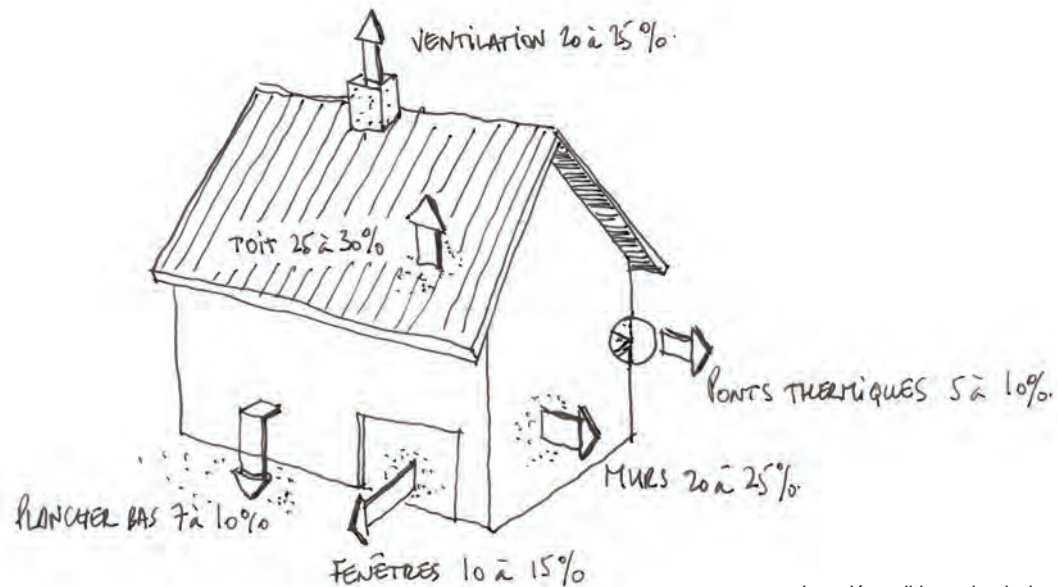 VENTILATION 20 à 25%.
TOIT 25 à 30%
PONTS THERMIQUES 5 à 10%.
MURS 20 à 25%.
PLANCHER BAS 7 à 10%
FENÊTRES 10 à 15%